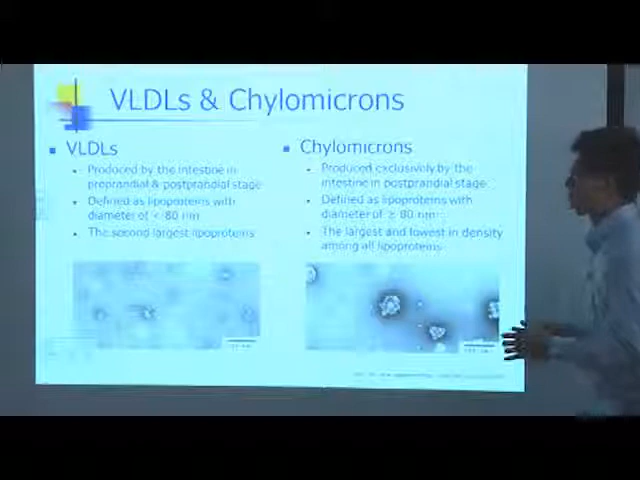 VLDLs & Chylomicrons
VLDLs
Produced by the intestine in
preprandial & postprandial stage
Defined as lipoproteins with
diameter of < 80 nm
The second largest lipoproteins
Chylomicrons
Produced exclusively by the
intestine in postprandial stage
Defined as lipoproteins with
diameter of ≥ 80 nm
The largest and lowest in density
among all lipoproteins